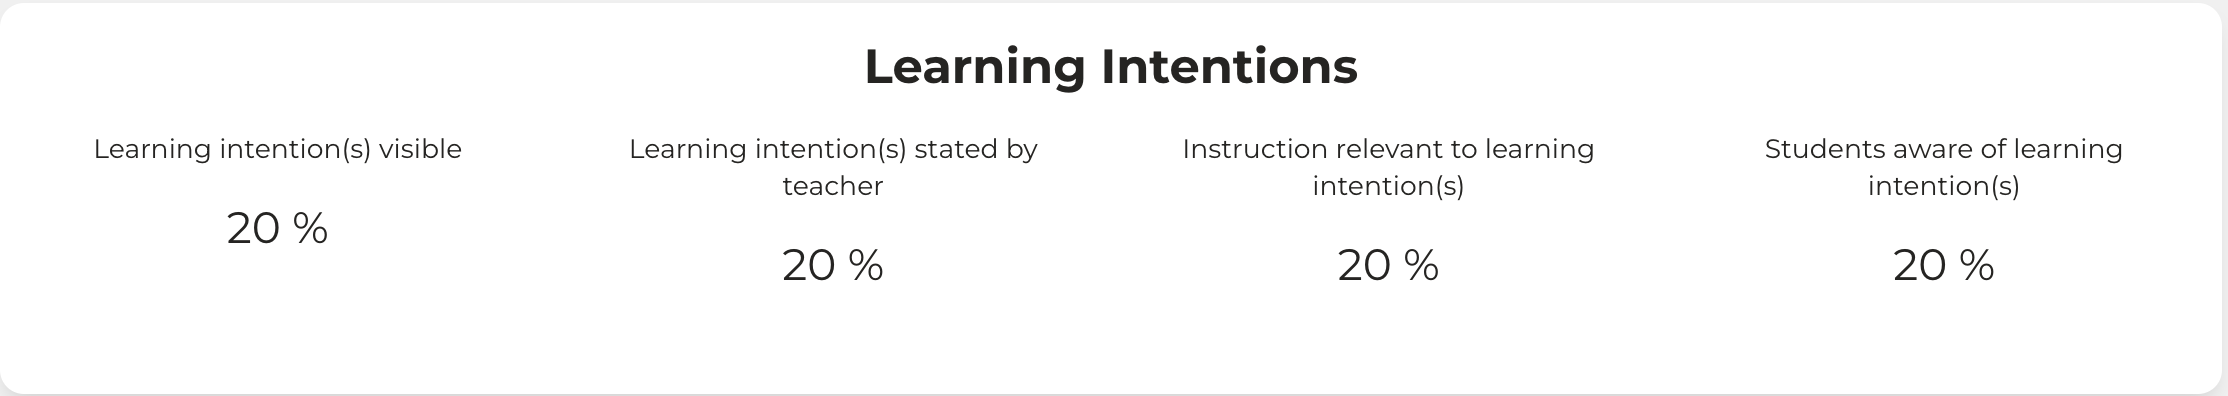 Learning Intentions
Learning intention(s) visible
20 %
Learning intention(s) stated by
teacher
20 %
Instruction relevant to learning
intention(s)
20 %
Students aware of learning
intention(s)
20 %